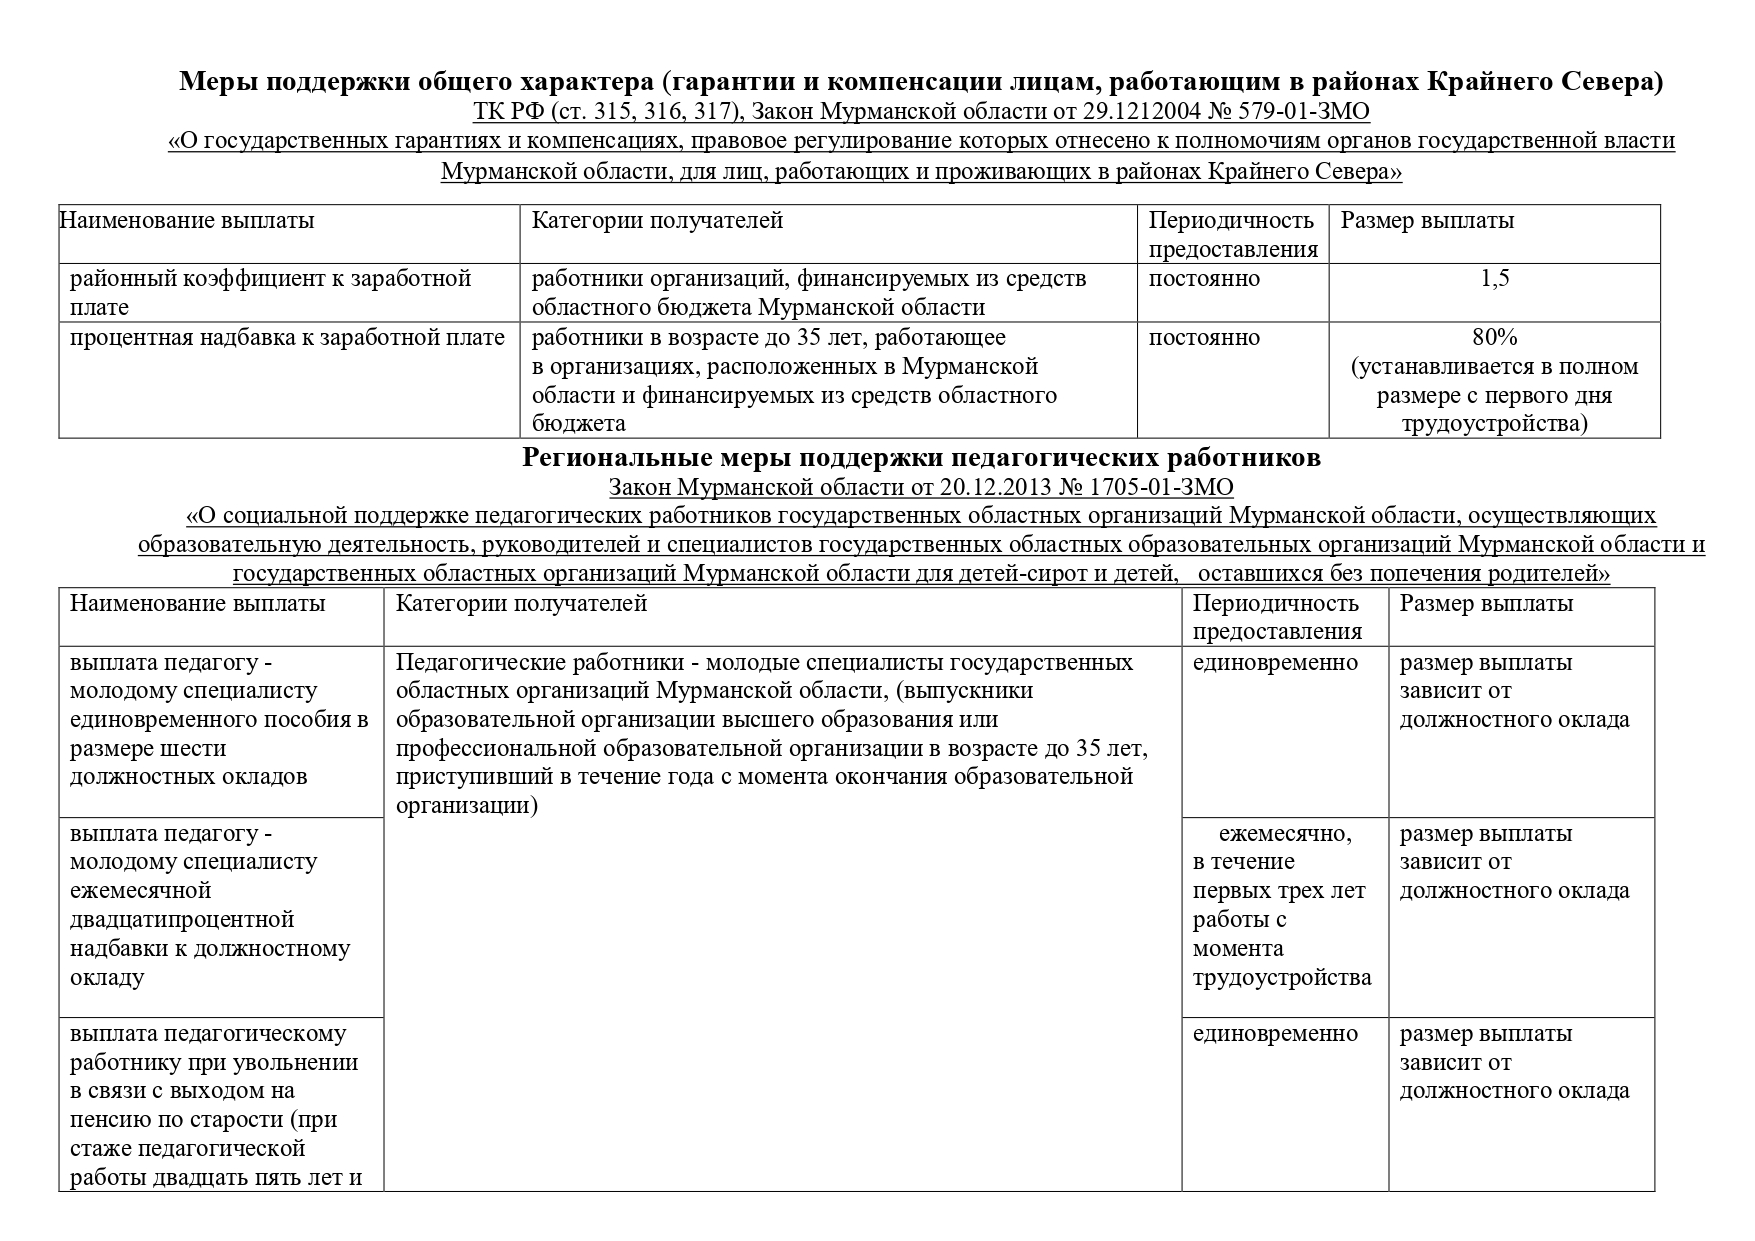 Меры поддержки общего характера (гарантии и компенсации лицам, работающим в районах Крайнего Севера)
ТК РФ (ст. 315, 316, 317), Закон Мурманской области от 29.1212004 № 579-01-ЗМО
«О государственных гарантиях и компенсациях, правовое регулирование которых отнесено к полномочиям органов государственной власти
Мурманской области, для лиц, работающих и проживающих в районах Крайнего Севера»
Наименование выплаты
Категории получателей
Периодичность
предоставления
Размер выплаты
районный коэффициент к заработной
плате
работники организаций, финансируемых из средств
областного бюджета Мурманской области
постоянно
1,5
процентная надбавка к заработной плате
работники в возрасте до 35 лет, работающее
в организациях, расположенных в Мурманской
области и финансируемых из средств областного
бюджета
постоянно
80%
(устанавливается в полном
размере с первого дня
трудоустройства)
Региональные меры поддержки педагогических работников
Закон Мурманской области от 20.12.2013 № 1705-01-ЗМО
«О социальной поддержке педагогических работников государственных областных организаций Мурманской области, осуществляющих
образовательную деятельность, руководителей и специалистов государственных областных образовательных организаций Мурманской области и
государственных областных организаций Мурманской области для детей-сирот и детей, оставшихся без попечения родителей»
Наименование выплаты
Категории получателей
Периодичность
предоставления
Размер выплаты
выплата педагогу -
молодому специалисту
единовременного пособия в
размере шести
должностных окладов
Педагогические работники - молодые специалисты государственных
областных организаций Мурманской области, (выпускники
образовательной организации высшего образования или
профессиональной образовательной организации в возрасте до 35 лет,
приступивший в течение года с момента окончания образовательной
организации)
единовременно
размер выплаты
зависит от
должностного оклада
выплата педагогу -
молодому специалисту
ежемесячной
двадцатипроцентной
надбавки к должностному
окладу
ежемесячно,
в течение
первых трех лет
работы с
момента
трудоустройства
размер выплаты
зависит от
должностного оклада
выплата педагогическому
работнику при увольнении
в связи с выходом на
пенсию по старости (при
стаже педагогической
работы двадцать пять лет и
единовременно
размер выплаты
зависит от
должностного оклада